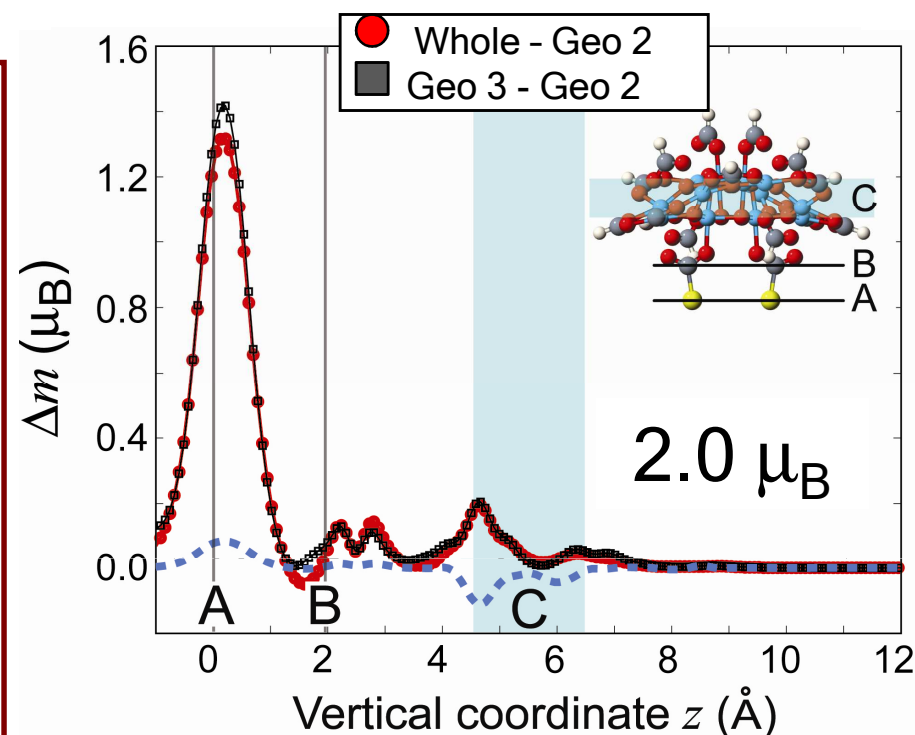 Whole - Geo 2
Geo 3 - Geo 2
1.6
1.2
0.8
0.4
0.0
Δm (μB)
C
B
A
2.0 μB
A
B
C
0
2
4
6
8
10
12
Vertical coordinate z (Å)